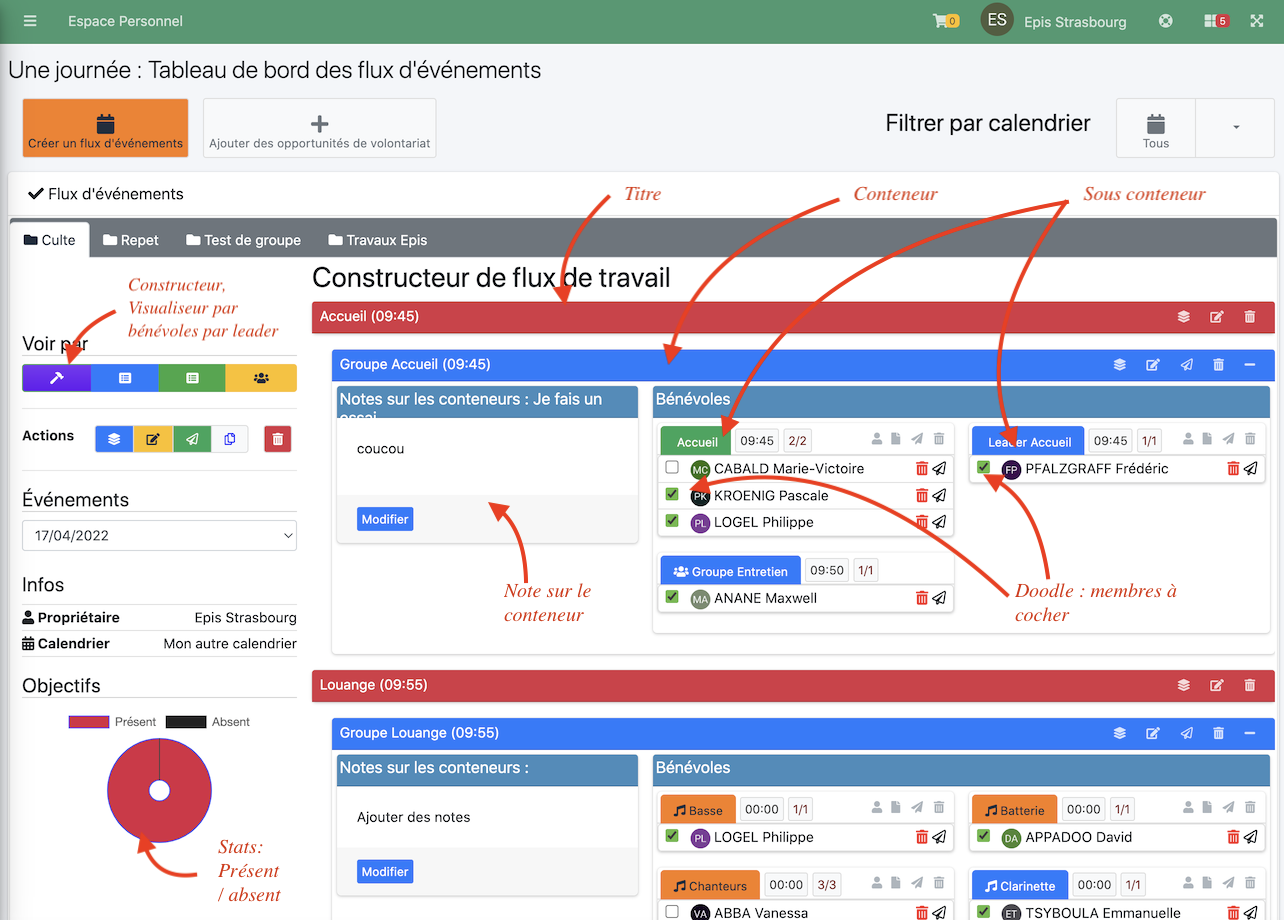 Espace Personnel
0
ES Epis Strasbourg
5
Une journée : Tableau de bord des flux d'événements
Créer un flux d'événements
Ajouter des opportunités de volontariat
Filtrer par calendrier
Tous
Flux d'événements
Titre
Conteneur
Sous conteneur
Culte
Repet
Test de groupe
Travaux Epis
Constructeur,
Visualiseur par
bénévoles par leader
Voir par
Actions
Événements
17/04/2022
Infos
Propriétaire Epis Strasbourg
Calendrier Mon autre calendrier
Objectifs
Présent Absent
Stats:
Présent
/ absent
Constructeur de flux de travail
Accueil (09:45)
Groupe Accueil (09:45)
Notes sur les conteneurs : Je fais un
essai
coucou
Modifier
Note sur le
conteneur
Bénévoles
Accueil 09:45 2/2
MC CABALD Marie-Victoire
PK KROENIG Pascale
PL LOGEL Philippe
Groupe Entretien 09:50 1/1
MA ANANE Maxwell
Leader Accueil 09:45 1/1
FP PFALZGRAFF Frédéric
Doodle : membres à
cocher
Louange (09:55)
Groupe Louange (09:55)
Notes sur les conteneurs :
Ajouter des notes
Modifier
Bénévoles
Basse 00:00 1/1
PL LOGEL Philippe
Batterie 00:00 1/1
DA APPADOO David
Chanteurs 00:00 3/3
VA ABBA Vanessa
Clarinette 00:00 1/1
ET TSYBOULA Emmanuelle